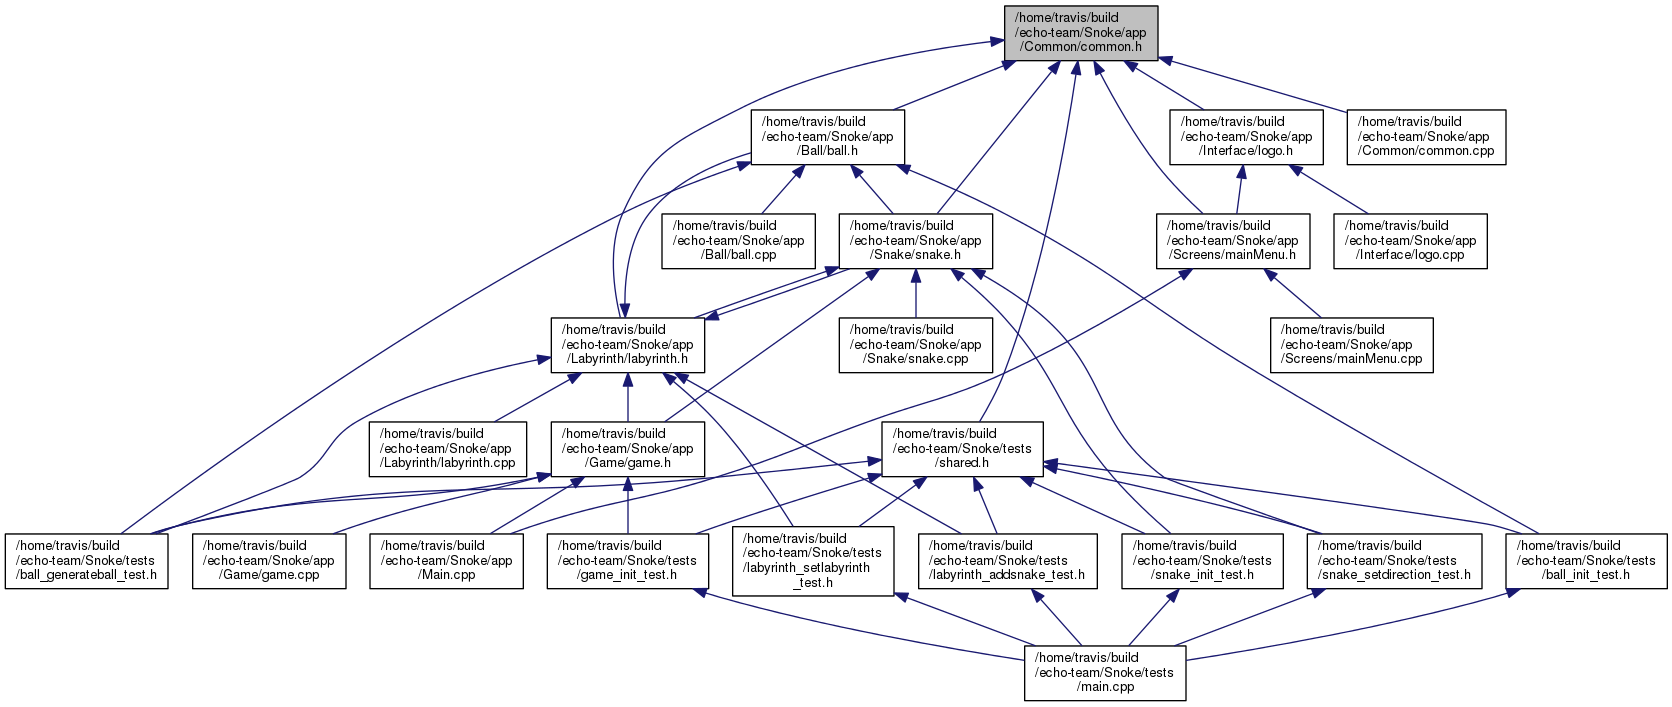 /home/travis/build
/echo-team/Snoke/app
/Common/common.h
/home/travis/build
/echo-team/Snoke/app
/Ball/ball.h
/home/travis/build
/echo-team/Snoke/app
/Interface/logo.h
/home/travis/build
/echo-team/Snoke/app
/Common/common.cpp
/home/travis/build
/echo-team/Snoke/app
/Ball/ball.cpp
/home/travis/build
/echo-team/Snoke/app
/Snake/snake.h
/home/travis/build
/echo-team/Snoke/app
/Screens/mainMenu.h
/home/travis/build
/echo-team/Snoke/app
/Interface/logo.cpp
/home/travis/build
/echo-team/Snoke/app
/Labyrinth/labyrinth.h
/home/travis/build
/echo-team/Snoke/app
/Snake/snake.cpp
/home/travis/build
/echo-team/Snoke/app
/Screens/mainMenu.cpp
/home/travis/build
/echo-team/Snoke/app
/Labyrinth/labyrinth.cpp
/home/travis/build
/echo-team/Snoke/app
/Game/game.h
/home/travis/build
/echo-team/Snoke/tests
/shared.h
/home/travis/build
/echo-team/Snoke/tests
/ball_generateball_test.h
/home/travis/build
/echo-team/Snoke/app
/Game/game.cpp
/home/travis/build
/echo-team/Snoke/app
/Main.cpp
/home/travis/build
/echo-team/Snoke/tests
/game_init_test.h
/home/travis/build
/echo-team/Snoke/tests
/labyrinth_setlabyrinth
_test.h
/home/travis/build
/echo-team/Snoke/tests
/labyrinth_addsnake_test.h
/home/travis/build
/echo-team/Snoke/tests
/snake_init_test.h
/home/travis/build
/echo-team/Snoke/tests
/snake_setdirection_test.h
/home/travis/build
/echo-team/Snoke/tests
/ball_init_test.h
/home/travis/build
/echo-team/Snoke/tests
/main.cpp